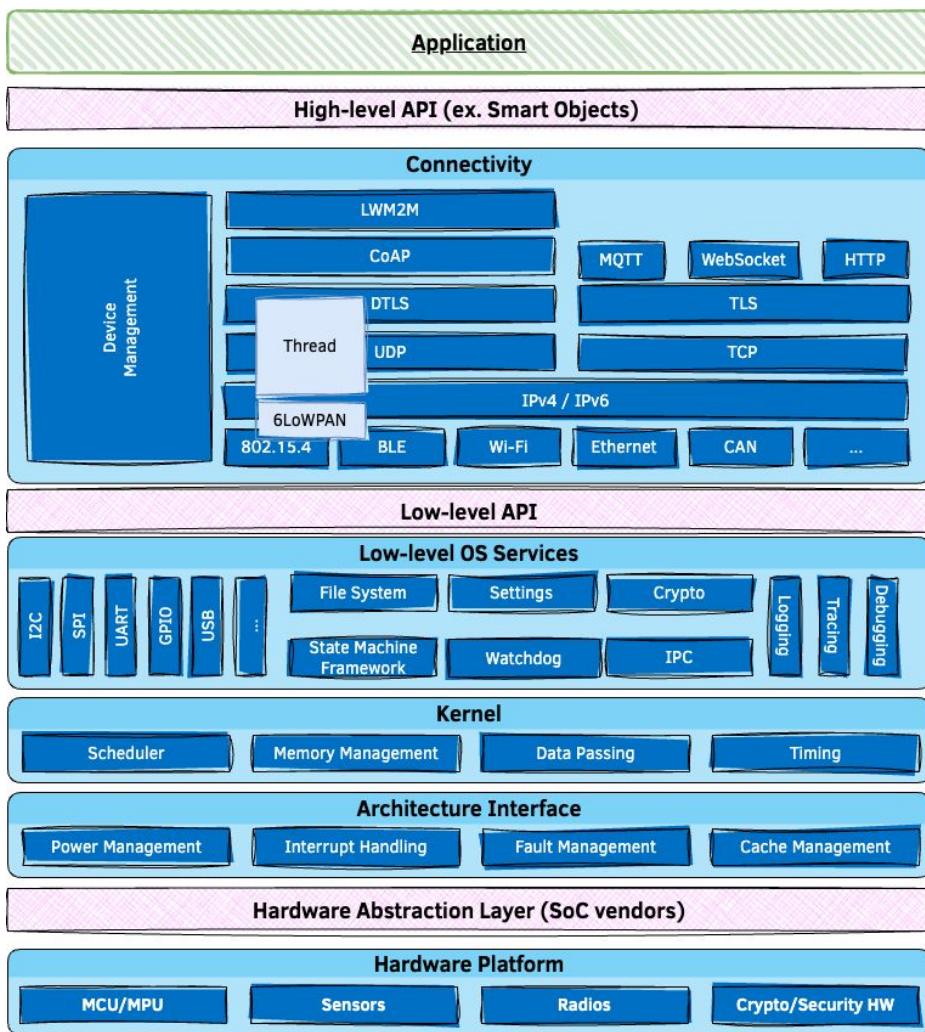 Application
High-level API (ex. Smart Objects)
Connectivity
Device
Management
LWM2M
CoAP
MQTT
WebSocket
HTTP
DTLS
TLS
Thread
UDP
TCP
IPv4 / IPv6
6LoWPAN
802.15.4
BLE
Wi-Fi
Ethernet
CAN
...
Low-level API
Low-level OS Services
I2C
SPI
UART
GPIO
USB
...
File System
Settings
Crypto
State Machine
Framework
Watchdog
IPC
Logging
Tracing
Debugging
Kernel
Scheduler
Memory Management
Data Passing
Timing
Architecture Interface
Power Management
Interrupt Handling
Fault Management
Cache Management
Hardware Abstraction Layer (SoC vendors)
Hardware Platform
MCU/MPU
Sensors
Radios
Crypto/Security HW